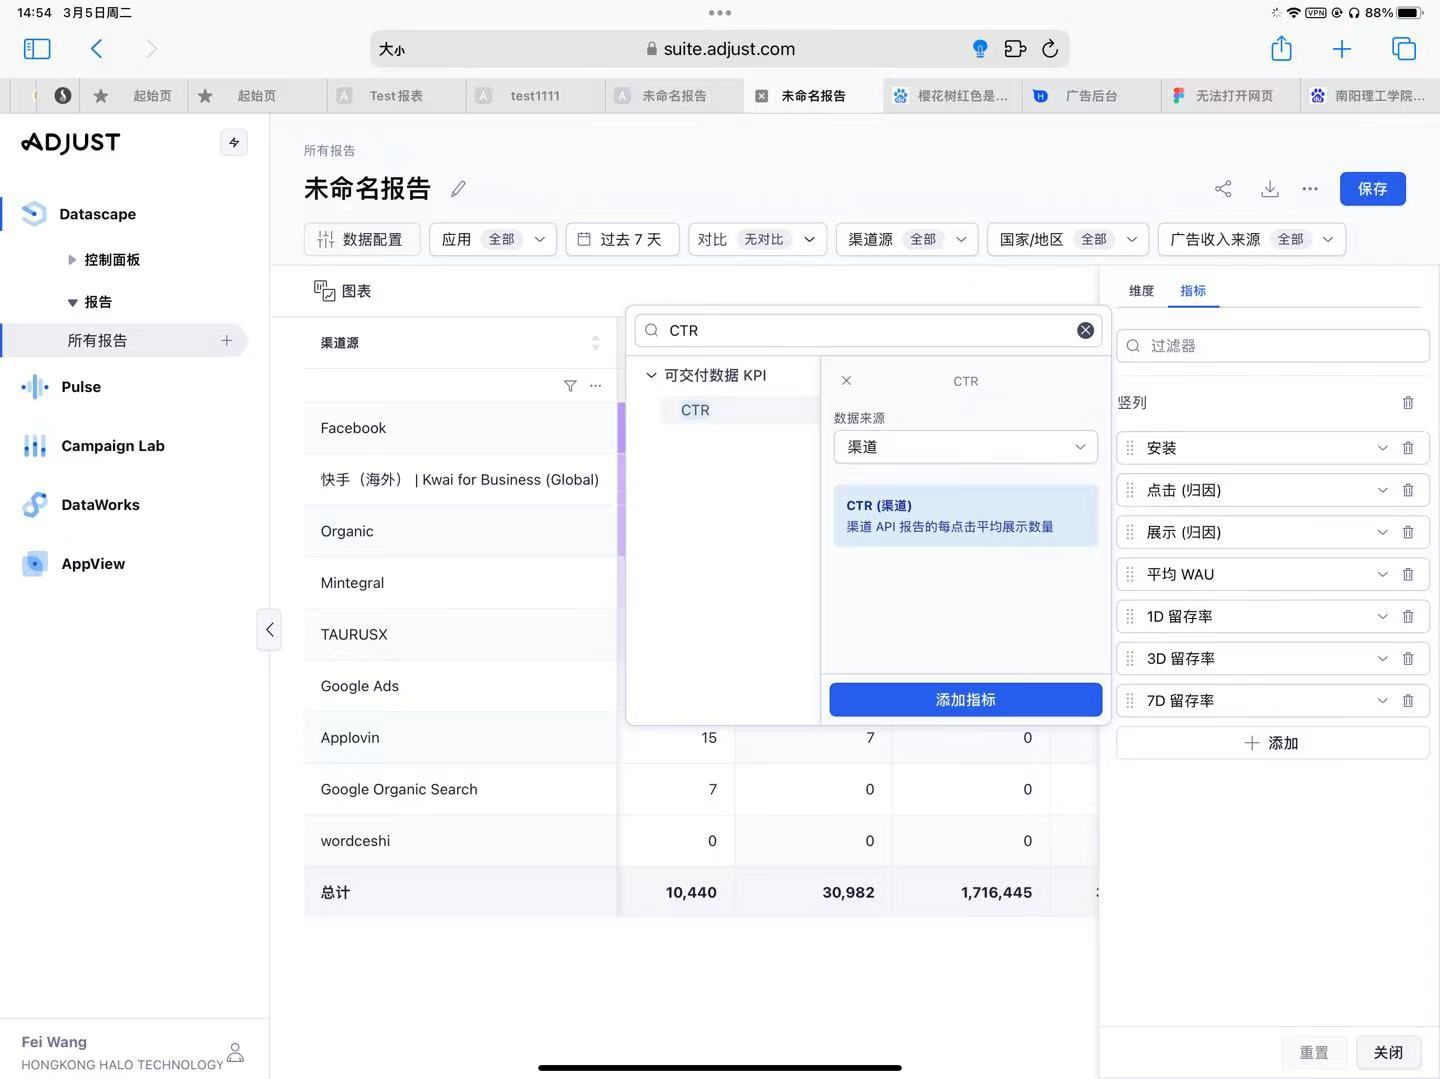 14:54 3月5日周二
VPN
88%
大小
suite.adjust.com
起始页
起始页
A
Test报表
A
test1111
A
未命名报告
未命名报告
樱花树红色是...
H
广告后台
无法打开网页
南阳理工学院...
ADJUST
Datascape
控制面板
报告
所有报告
Pulse
Campaign Lab
DataWorks
AppView
Fei Wang
HONGKONG HALO TECHNOLOGY
所有报告
未命名报告
保存
数据配置
应用 全部
过去 7 天
对比 无对比
渠道源 全部
国家/地区 全部
广告收入来源 全部
图表
渠道源
Facebook
快手（海外） | Kwai for Business (Global)
Organic
Mintegral
TAURUSX
Google Ads
Applovin 15 7 0
Google Organic Search 7 0 0
wordceshi 0 0 0
总计 10,440 30,982 1,716,445
CTR
可交付数据 KPI
CTR
CTR
数据来源
渠道
CTR (渠道)
渠道 API 报告的每点击平均展示数量
添加指标
维度 指标
过滤器
竖列
安装
点击 (归因)
展示 (归因)
平均 WAU
1D 留存率
3D 留存率
7D 留存率
添加
重置 关闭